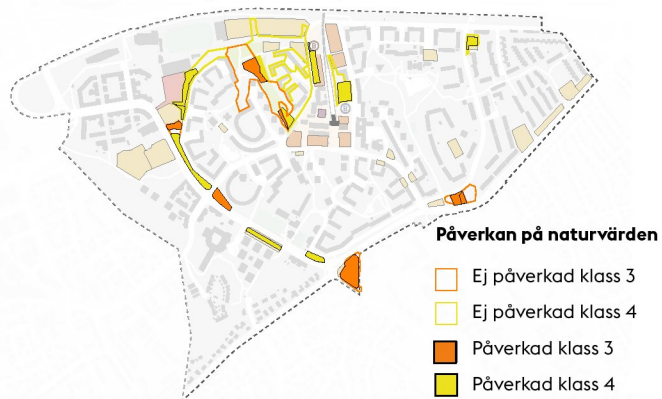 Påverkan på naturvärden
Ej påverkad klass 3
Ej påverkad klass 4
Påverkad klass 3
Påverkad klass 4